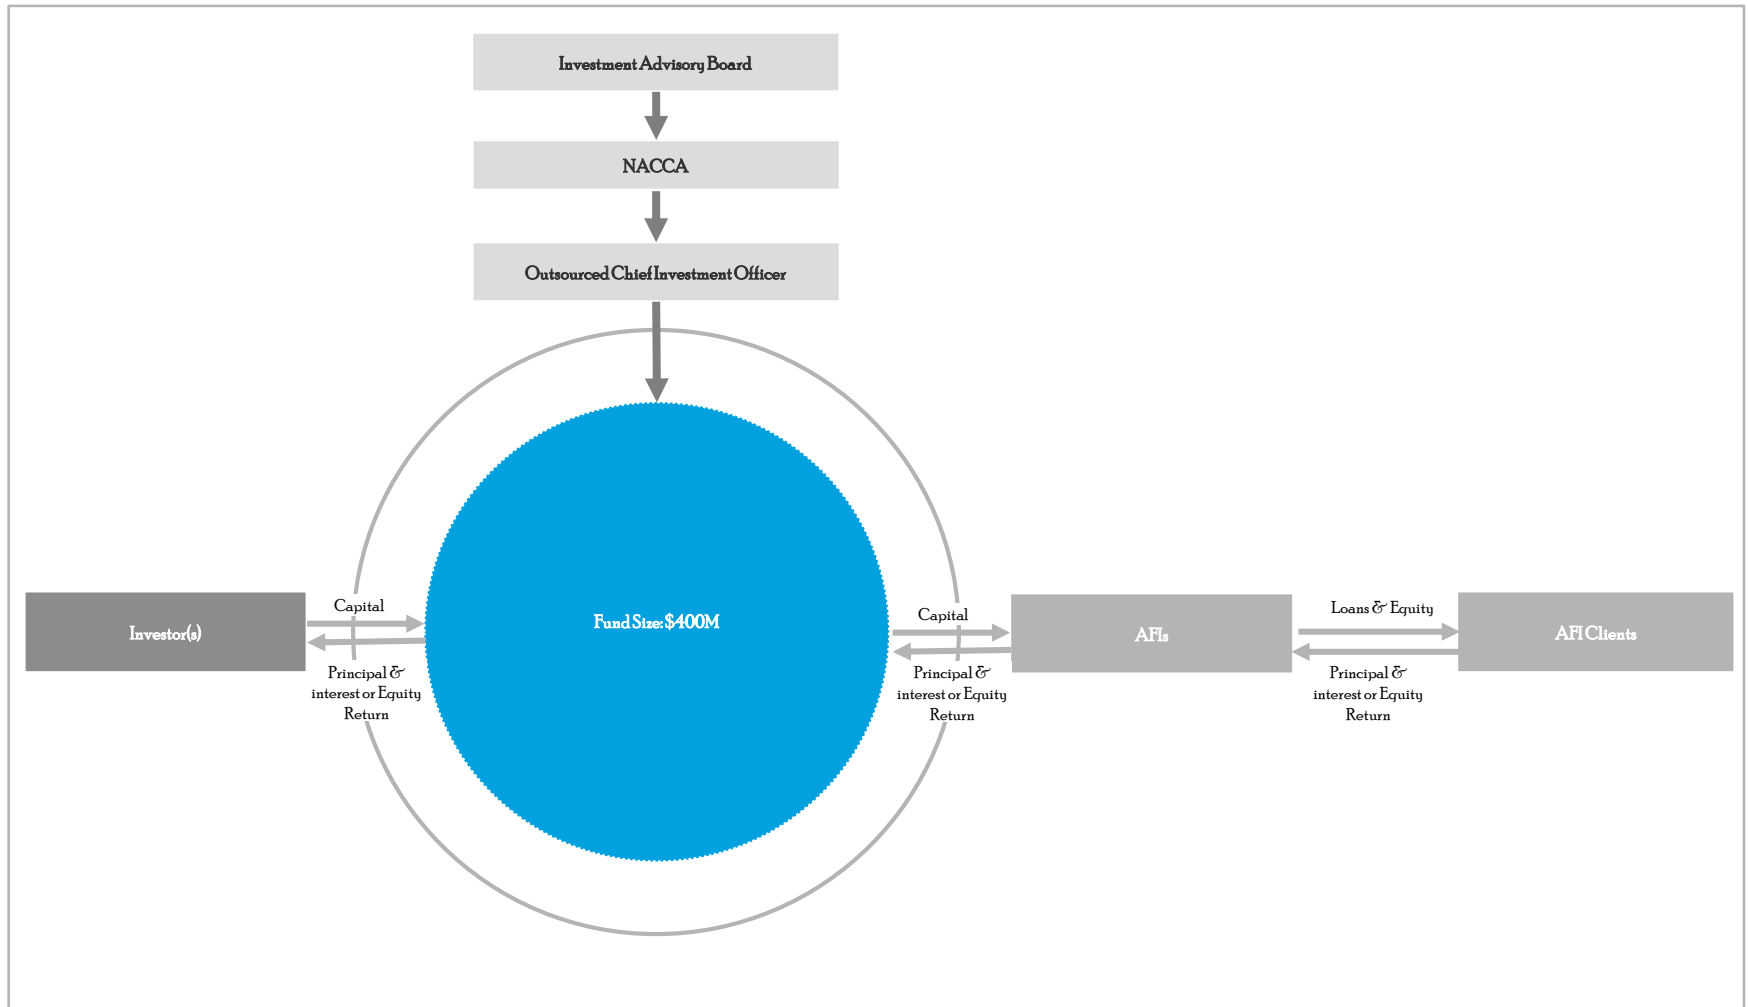 Investment Advisory Board
NACCA
Outsourced Chief Investment Officer
Capital
Investor(s)
Principal &
interest or Equity
Return
Fund Size: $400M
Capital
Principal &
interest or Equity
Return
AFIs
Loans & Equity
Principal &
interest or Equity
Return
AFI Clients